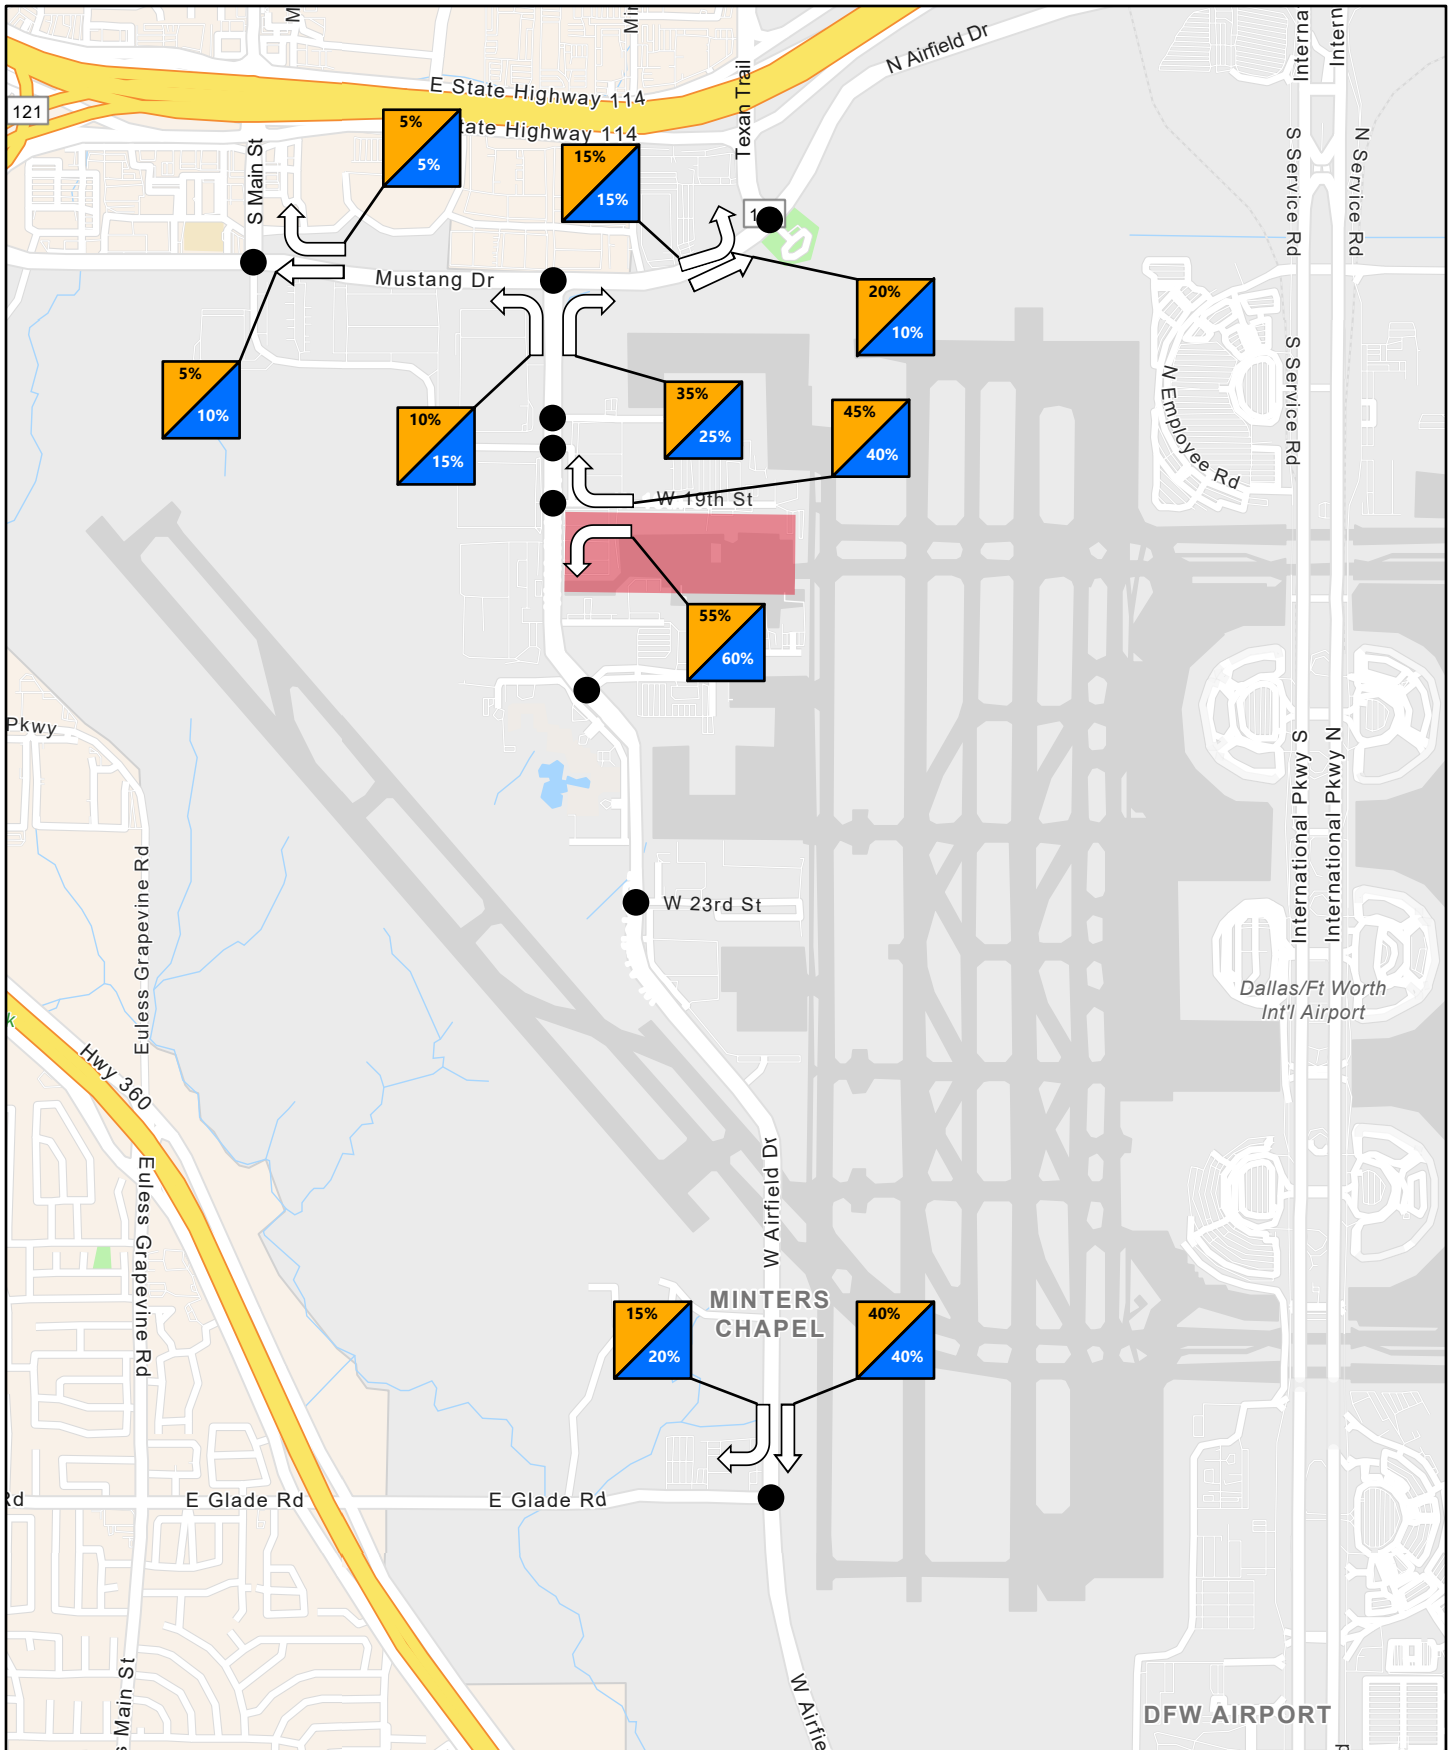 E State Highway 114
N Airfield Dr
Interna
Intern
121
tate Highway 114
Texan Trail
S Main St
5%
5%
15%
15%
S Service Rd
N Service Rd
Mustang Dr
20%
10%
5%
10%
10%
15%
35%
25%
45%
40%
S Service Rd
N Employee Rd
W 19th St
55%
60%
Pkwy
International Pkwy S
International Pkwy N
Euless Grapevine Rd
W 23rd St
Dallas/Ft Worth
Int'l Airport
k
Hwy 360
Euless Grapevine Rd
W Airfield Dr
MINTERS
CHAPEL
15%
20%
40%
40%
Rd
E Glade Rd
E Glade Rd
s Main St
W Airfie
DFW AIRPORT